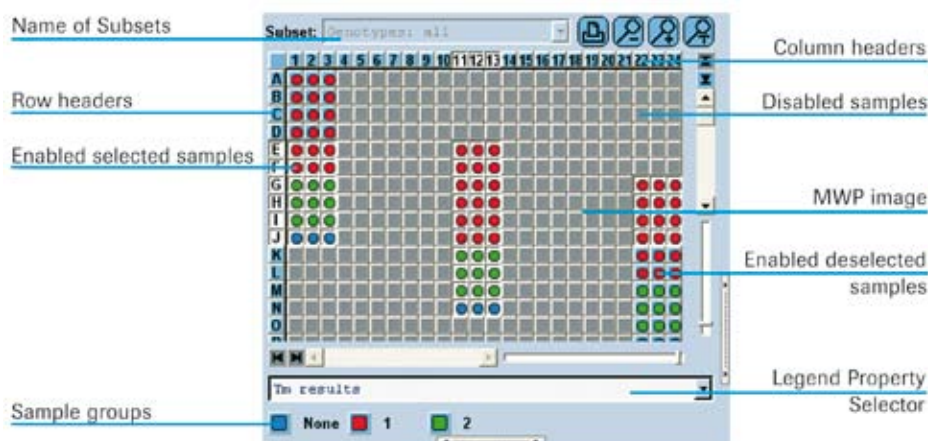 Name of Subsets
Subset: Genotypes: all
Column headers
1 2 3 4 5 6 7 8 9 10 11 12 13 14 15 16 17 18 19 20 21 22 23 24
A
B
Row headers
Disabled samples
C
D
E
Enabled selected samples
F
G
H
MWP image
I
J
K
Enabled deselected
samples
L
M
N
O
Tm results
Legend Property
Selector
Sample groups
None 1 2